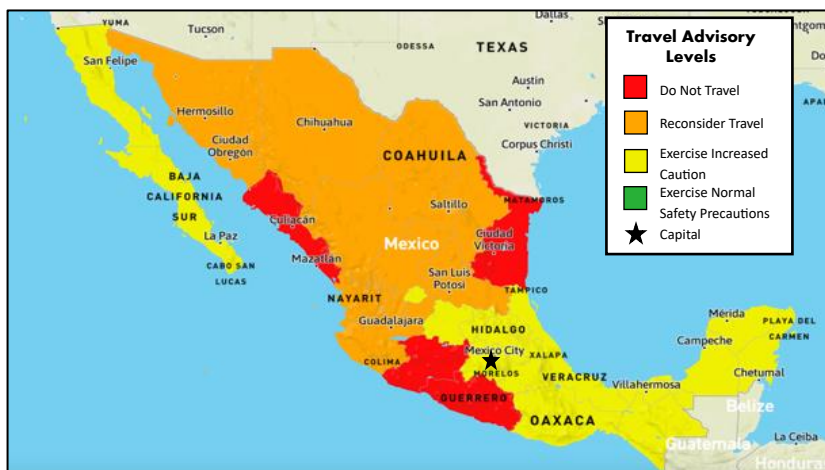 YUMA
Tucson
San Felipe
ODESSA
TEXAS
Dallas
Austin
San Antonio
VICTORIA
Corpus Christi
Hermosillo
Chihuahua
Ciudad
Obregón
COAHUILA
BAJA
CALIFORNIA
SUR
La Paz
CABO SAN
LUCAS
Culiacán
Mazatlán
Saltillo
MATAMOROS
Ciudad
Victoria
Mexico
San Luis
Potosí
TAMPICO
NAYARIT
Guadalajara
HIDALGO
COLIMA
Mexico City
MORELOS
XALAPA
VERACRUZ
GUERRERO
OAXACA
Villahermosa
Mérida
PLAYA DEL
CARMEN
Campeche
Chetumal
Belize
Guatemala
La Ceiba
Hondura
Travel Advisory
Levels
Do Not Travel
Reconsider Travel
Exercise Increased
Caution
Exercise Normal
Safety Precautions
Capital